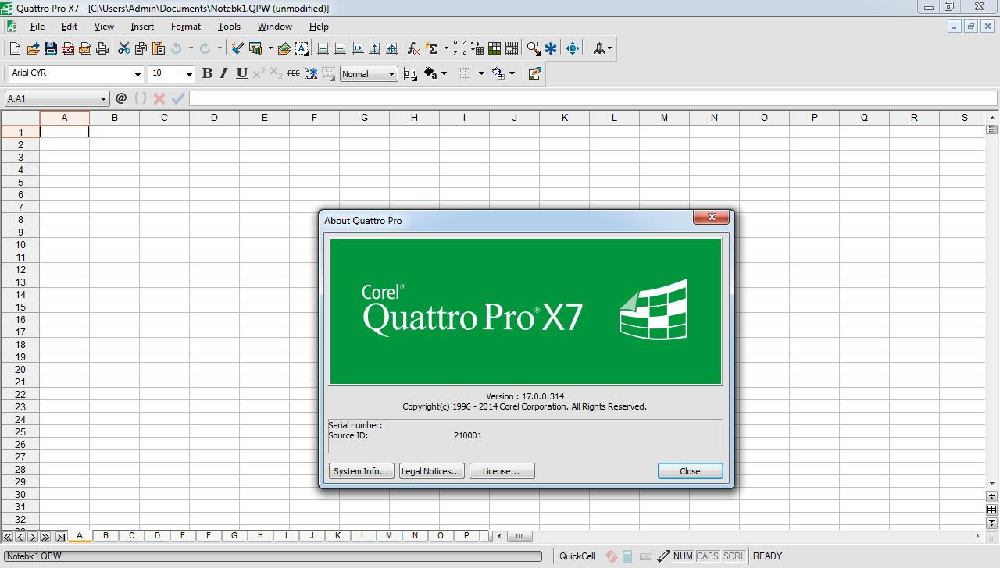 Quattro Pro X7 - [C:\Users\Admin\Documents\Notebk1.QPW (unmodified)]
File Edit View Insert Format Tools Window Help
Arial CYR 10 B I U x² x₂ ABC Normal
A:A1 @ { }
A B C D E F G H I J K L M N O P Q R S
1
2
3
4
5
6
7
8
9
10
11
12
13
14
15
16
17
18
19
20
21
22
23
24
25
26
27
28
29
30
31
32
About Quattro Pro
Corel®
Quattro Pro® X7
Version : 17.0.0.314
Copyright(c) 1996 - 2014 Corel Corporation. All Rights Reserved.
Serial number:
Source ID: 210001
System Info... Legal Notices... License... Close
A B C D E F G H I J K L M N O P
Notebk1.QPW QuickCell NUM CAPS SCRL READY